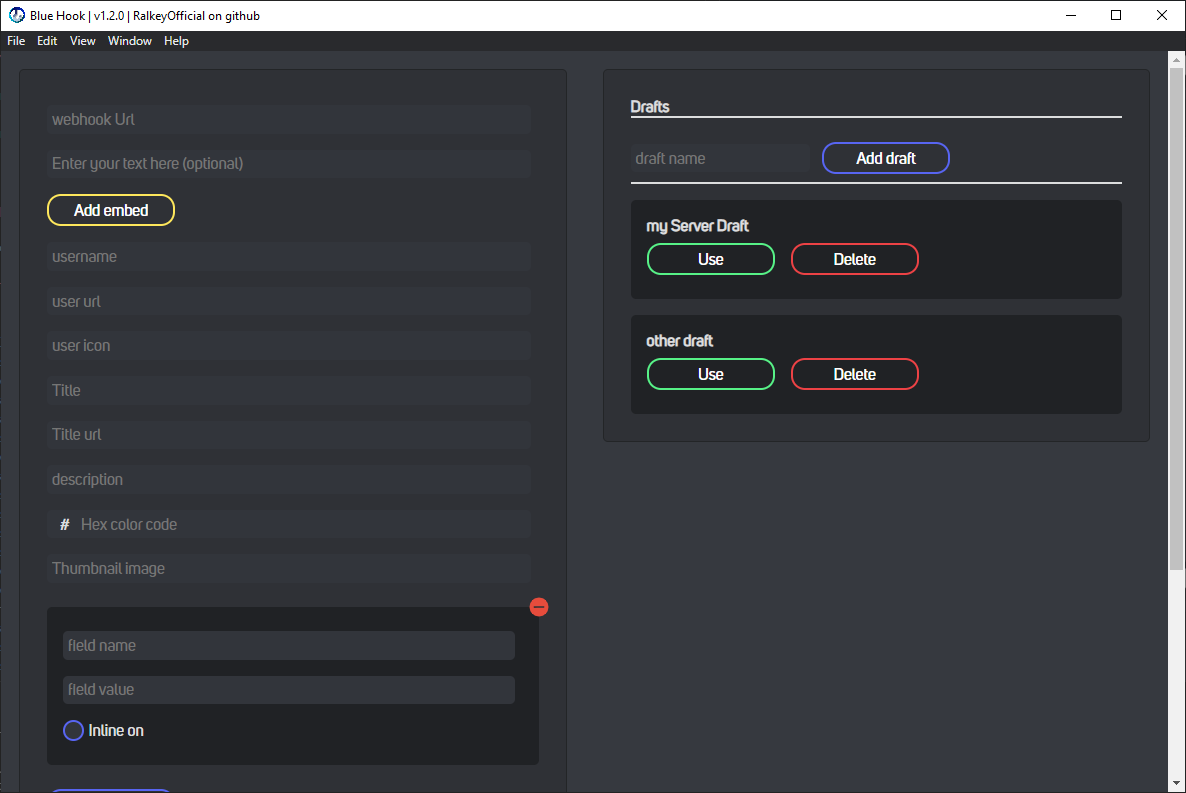 Blue Hook | v1.2.0 | RalkeyOfficial on github
File Edit View Window Help
webhook Url
Enter your text here (optional)
Add embed
username
user url
user icon
Title
Title url
description
# Hex color code
Thumbnail image
field name
field value
Inline on
Drafts
draft name Add draft
my Server Draft
Use Delete
other draft
Use Delete